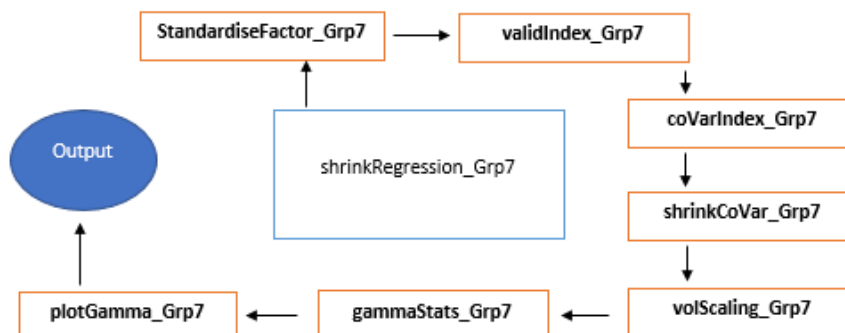 StandardiseFactor_Grp7
validIndex_Grp7
coVarIndex_Grp7
Output
shrinkRegression_Grp7
shrinkCoVar_Grp7
plotGamma_Grp7
gammaStats_Grp7
volScaling_Grp7